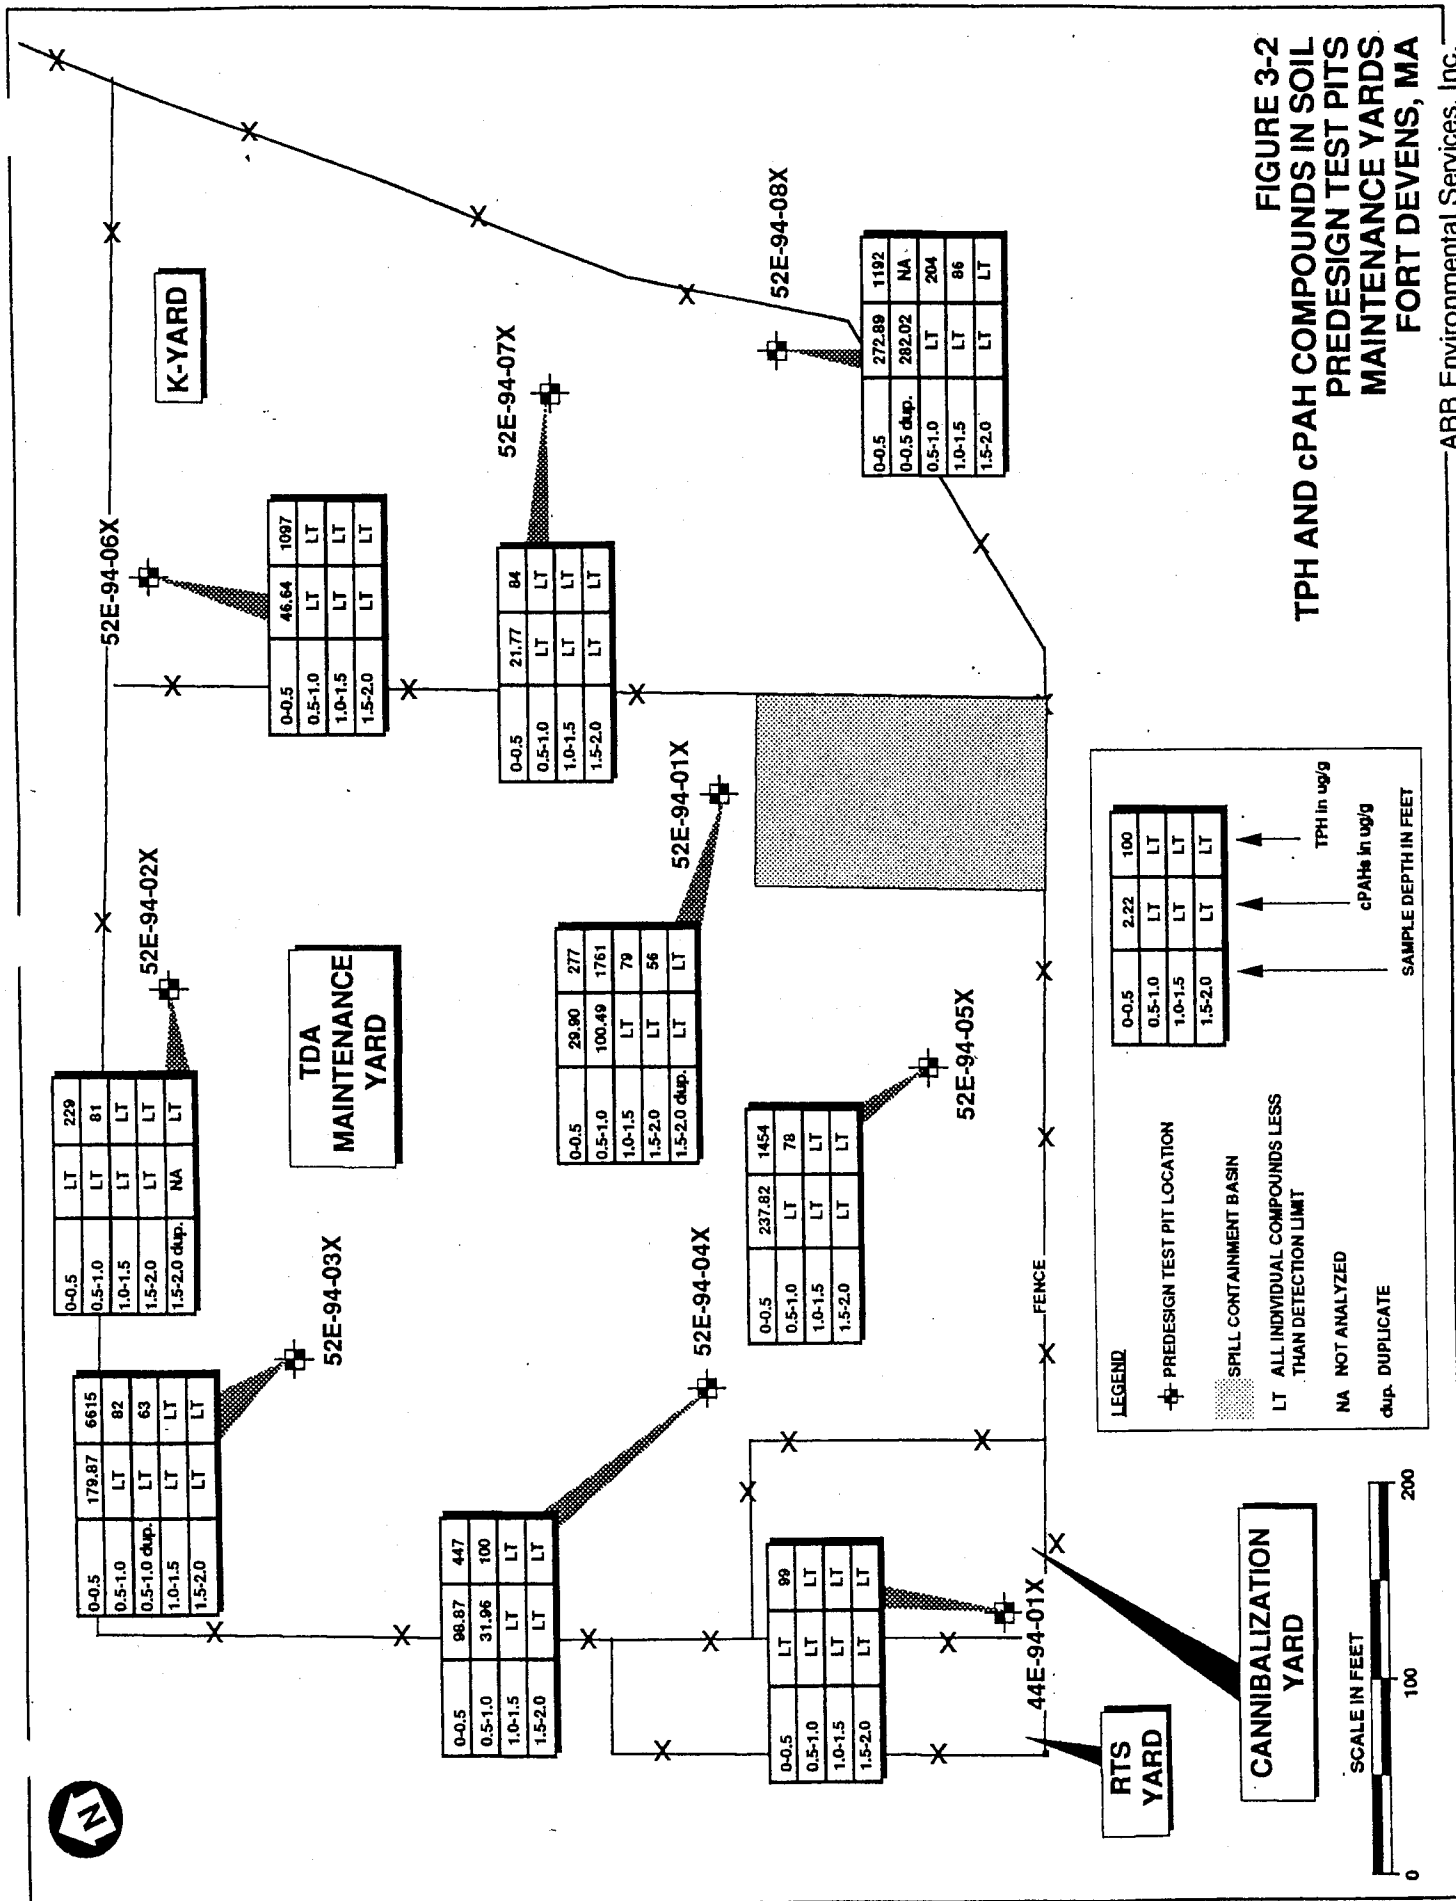 N
0-0.5 179.87 6615
0.5-1.0 LT 82
0.5-1.0 dup. LT 63
1.0-1.5 LT LT
1.5-2.0 LT LT
52E-94-03X
0-0.5 LT 229
0.5-1.0 LT 81
1.0-1.5 LT LT
1.5-2.0 LT LT
1.5-2.0 dup. NA LT
52E-94-02X
52E-94-06X
0-0.5 46.64 1097
0.5-1.0 LT LT
1.0-1.5 LT LT
1.5-2.0 LT LT
K-YARD
TDA
MAINTENANCE
YARD
0-0.5 98.87 447
0.5-1.0 31.96 100
1.0-1.5 LT LT
1.5-2.0 LT LT
52E-94-04X
0-0.5 29.90 277
0.5-1.0 100.49 1761
1.0-1.5 LT 79
1.5-2.0 LT 56
1.5-2.0 dup. LT LT
52E-94-01X
0-0.5 21.77 84
0.5-1.0 LT LT
1.0-1.5 LT LT
1.5-2.0 LT LT
52E-94-07X
0-0.5 LT 99
0.5-1.0 LT LT
1.0-1.5 LT LT
1.5-2.0 LT LT
44E-94-01X
0-0.5 237.82 1454
0.5-1.0 LT 78
1.0-1.5 LT LT
1.5-2.0 LT LT
52E-94-05X
52E-94-08X
0-0.5 272.89 1192
0-0.5 dup. 282.02 NA
0.5-1.0 LT 204
1.0-1.5 LT 86
1.5-2.0 LT LT
FENCE
RTS
YARD
CANNIBALIZATION
YARD
SCALE IN FEET
0 100 200
LEGEND
PREDESIGN TEST PIT LOCATION
SPILL CONTAINMENT BASIN
LT ALL INDIVIDUAL COMPOUNDS LESS
THAN DETECTION LIMIT
NA NOT ANALYZED
dup. DUPLICATE
0-0.5 2.22 100
0.5-1.0 LT LT
1.0-1.5 LT LT
1.5-2.0 LT LT
TPH in ug/g
cPAHs in ug/g
SAMPLE DEPTH IN FEET
FIGURE 3-2
TPH AND cPAH COMPOUNDS IN SOIL
PREDESIGN TEST PITS
MAINTENANCE YARDS
FORT DEVENS, MA
ABB Environmental Services, Inc.